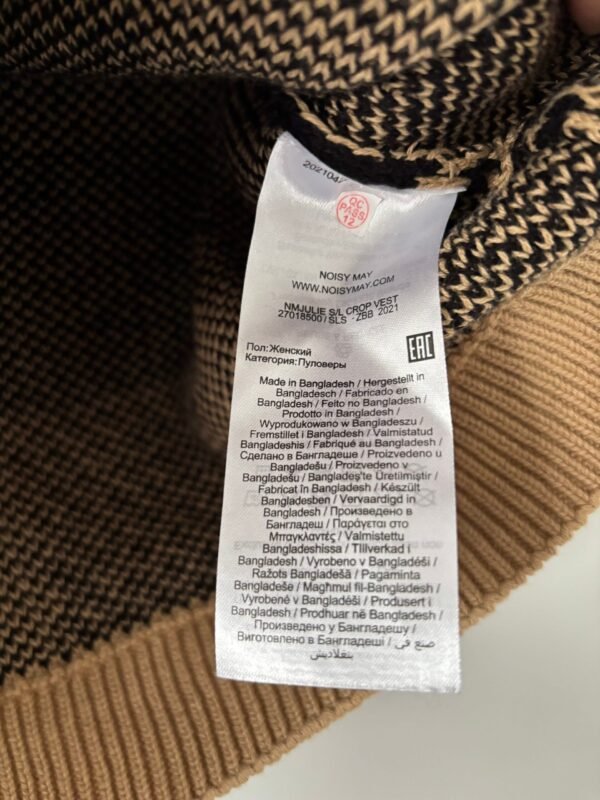 202104
QC
PASS
12
NOISY MAY
WWW.NOISYMAY.COM
NMJULIE S/L CROP VEST
27018500/SLS -ZBB 2021
Пол:Женский
Категория:Пуловеры
EAC
Made in Bangladesh / Hergestellt in
Bangladesch / Fabricado en
Bangladesh / Feito no Bangladesh /
Prodotto in Bangladesh /
Wyprodukowano w Bangladeszu /
Fremstillet i Bangladesh / Valmistatud
Bangladeshis / Fabriqué au Bangladesh /
Сделано в Бангладеше / Proizvedeno u
Bangladešu / Proizvedeno v
Bangladešu / Bangladeş'te Üretilmiştir /
Fabricat în Bangladesh / Készült
Bangladesben / Vervaardigd in
Bangladesh / Произведено в
Бангладеш / Παράγεται στο
Μπαγκλαντές / Valmistettu
Bangladeshissa / Tillverkad i
Bangladesh / Vyrobeno v Bangladéši /
Ražots Bangladešā / Pagaminta
Bangladeše / Magħmul fil-Bangladesh /
Vyrobené v Bangladéši / Produsert i
Bangladesh / Prodhuar në Bangladesh /
Произведено у Бангладешу /
Виготовлено в Бангладеші / صنع في
بنغلاديش